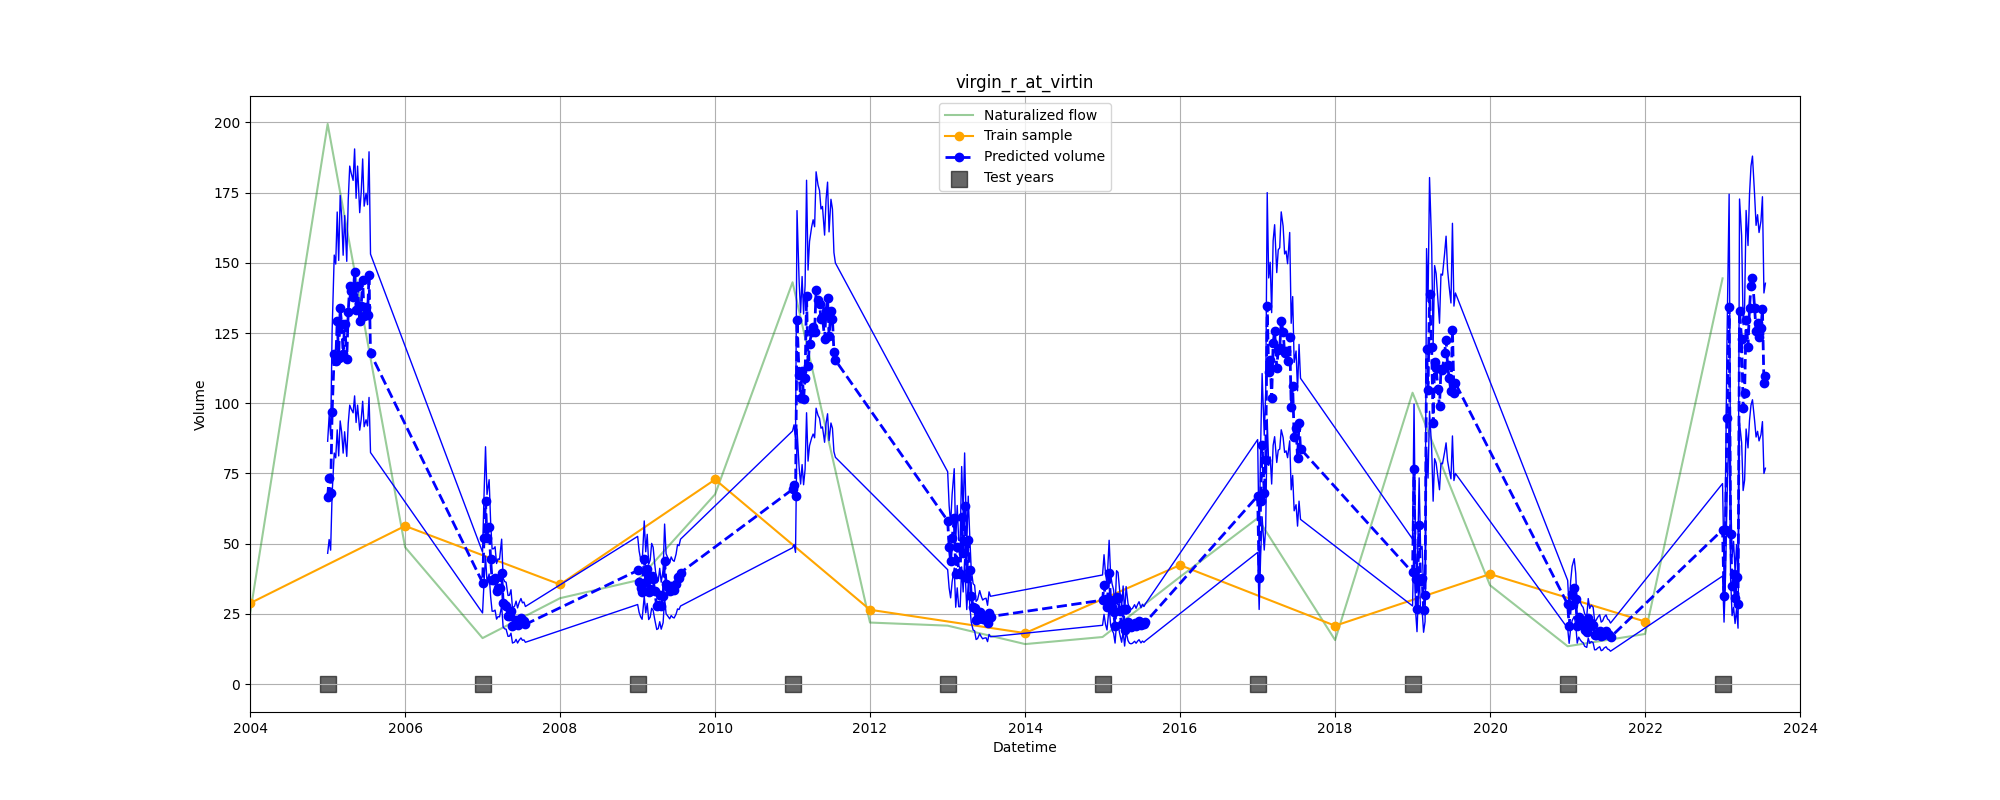 virgin_r_at_virtin
Naturalized flow
Train sample
Predicted volume
Test years
Volume
200
175
150
125
100
75
50
25
0
2004 2006 2008 2010 2012 2014 2016 2018 2020 2022 2024
Datetime